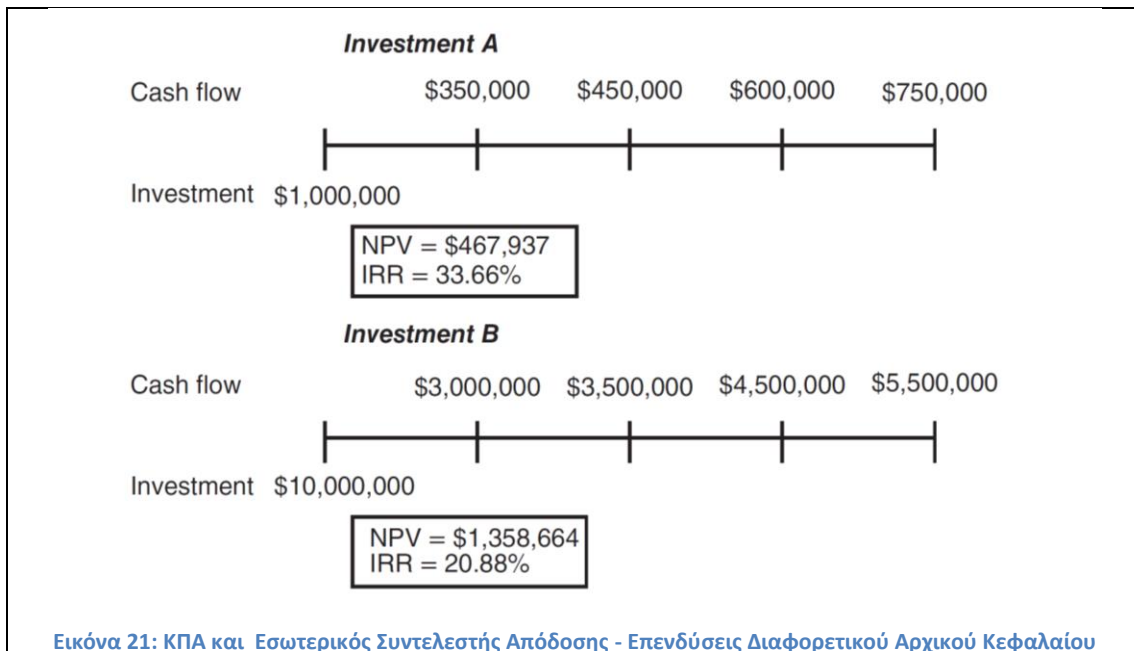 Investment A
Cash flow $350,000 $450,000 $600,000 $750,000
Investment $1,000,000
NPV = $467,937
IRR = 33.66%
Investment B
Cash flow $3,000,000 $3,500,000 $4,500,000 $5,500,000
Investment $10,000,000
NPV = $1,358,664
IRR = 20.88%
Εικόνα 21: ΚΠΑ και Εσωτερικός Συντελεστής Απόδοσης - Επενδύσεις Διαφορετικού Αρχικού Κεφαλαίου